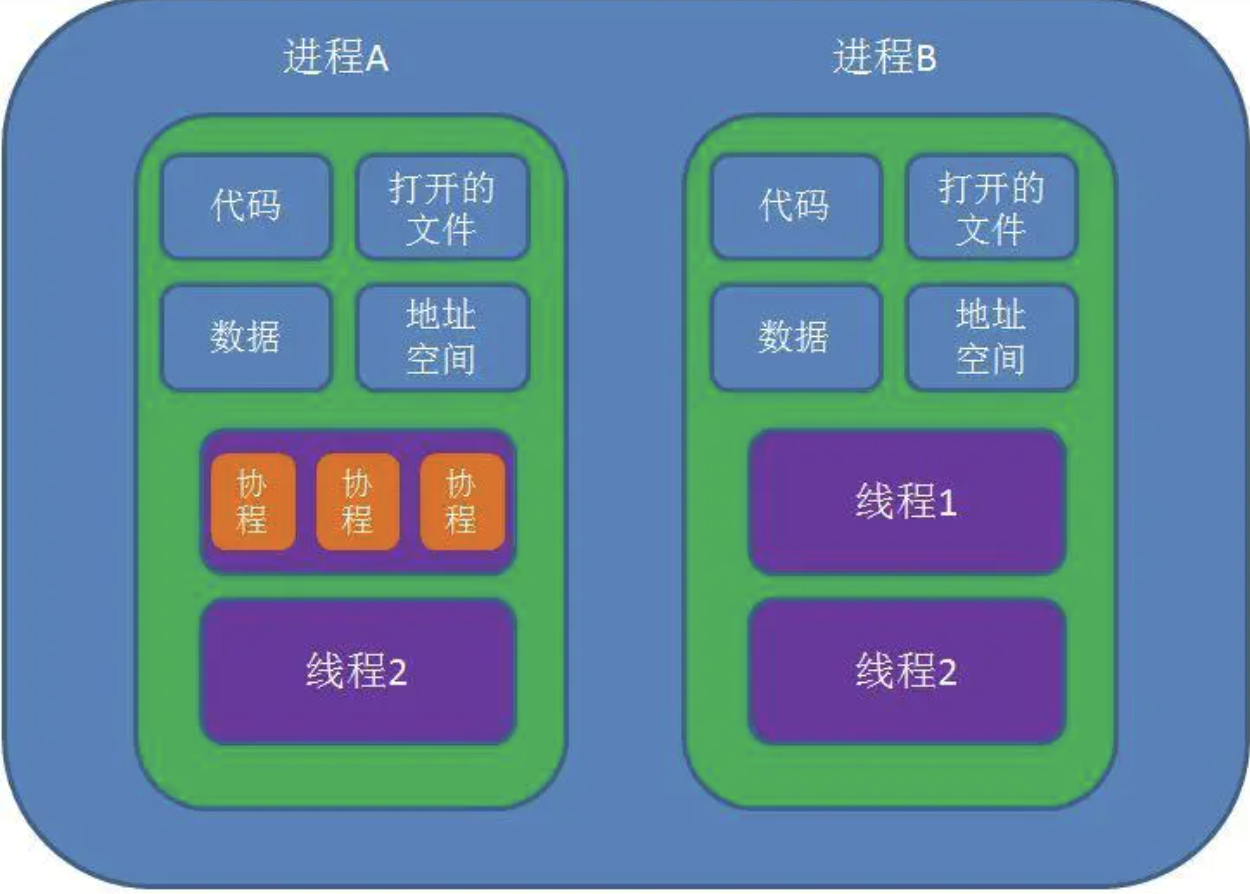 进程A
代码
打开的
文件
数据
地址
空间
协
程
协
程
协
程
线程2
进程B
代码
打开的
文件
数据
地址
空间
线程1
线程2